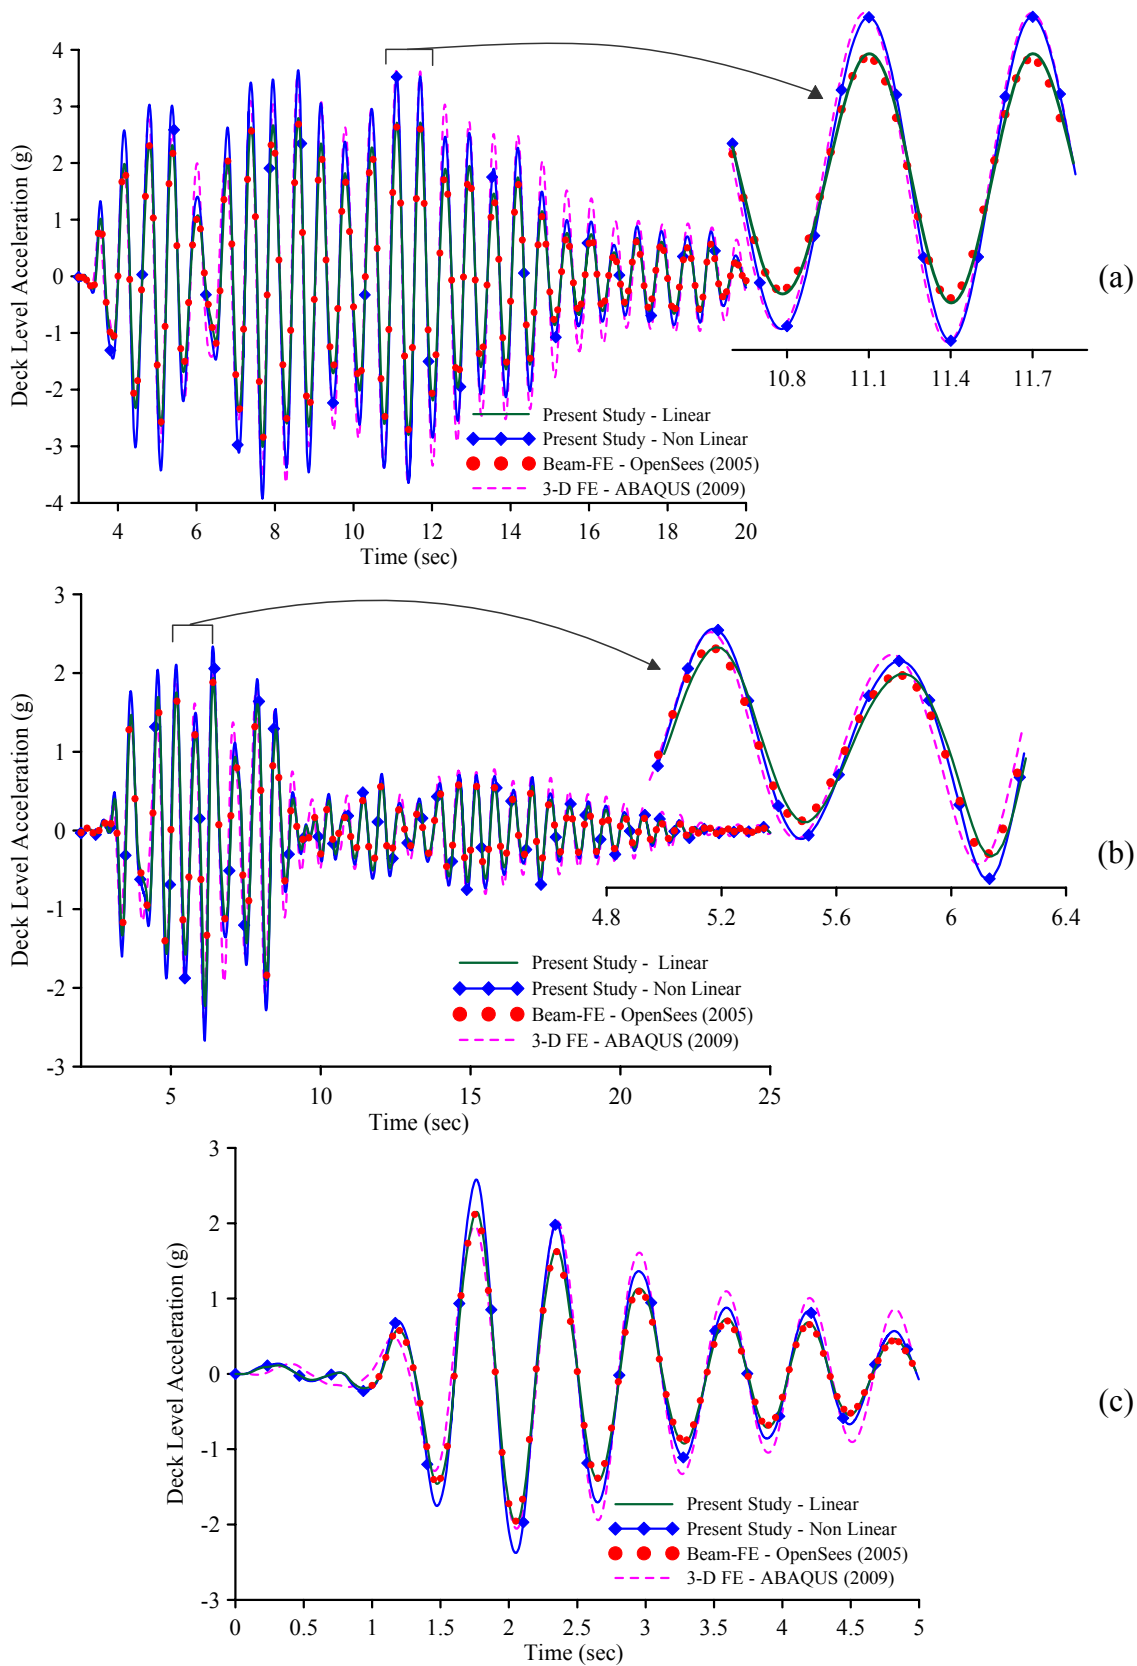 4
3
2
1
0
-1
-2
-3
-4
Deck Level Acceleration (g)
4 6 8 10 12 14 16 18 20
Time (sec)
10.8 11.1 11.4 11.7
Present Study - Linear
Present Study - Non Linear
Beam-FE - OpenSees (2005)
3-D FE - ABAQUS (2009)
(a)
3
2
1
0
-1
-2
-3
Deck Level Acceleration (g)
5 10 15 20 25
Time (sec)
4.8 5.2 5.6 6 6.4
Present Study - Linear
Present Study - Non Linear
Beam-FE - OpenSees (2005)
3-D FE - ABAQUS (2009)
(b)
3
2
1
0
-1
-2
-3
Deck Level Acceleration (g)
0 0.5 1 1.5 2 2.5 3 3.5 4 4.5 5
Time (sec)
Present Study - Linear
Present Study - Non Linear
Beam-FE - OpenSees (2005)
3-D FE - ABAQUS (2009)
(c)